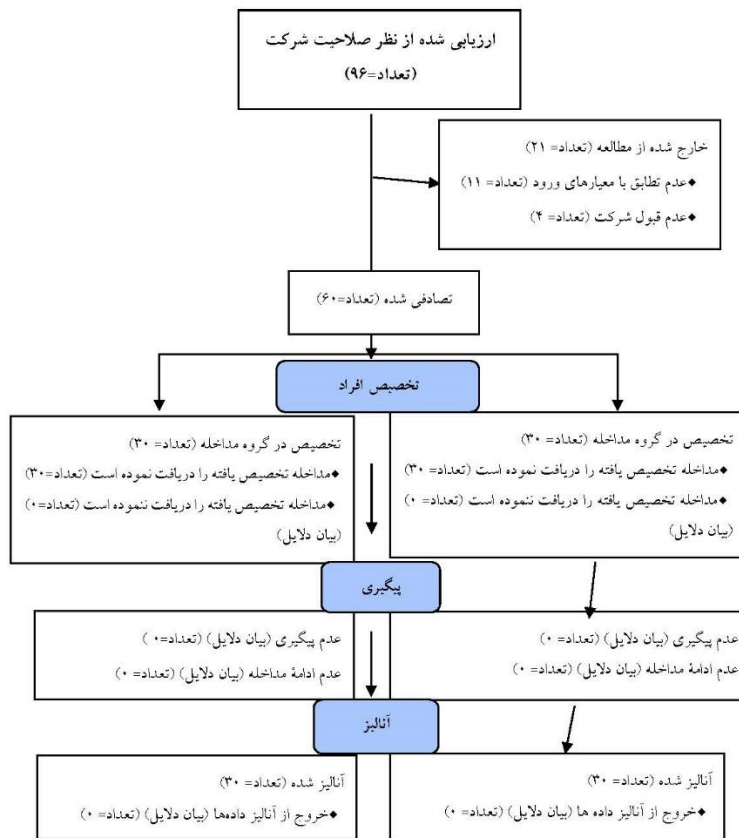 ارزیابی شده از نظر صلاحیت شرکت
(تعداد=۹۶)
خارج شده از مطالعه (تعداد= ۲۱)
♦عدم تطابق با معیارهای ورود (تعداد= ۱۱)
♦عدم قبول شرکت (تعداد= ۴)
تصادفی شده (تعداد=۶۰)
تخصیص افراد
تخصیص در گروه مداخله (تعداد= ۳۰)
♦مداخله تخصیص یافته را دریافت نموده است (تعداد= ۳۰)
♦مداخله تخصیص یافته را دریافت ننموده است (تعداد= ۰)
(بیان دلایل)
تخصیص در گروه مداخله (تعداد= ۳۰)
♦مداخله تخصیص یافته را دریافت نموده است (تعداد=۳۰)
♦مداخله تخصیص یافته را دریافت ننموده است (تعداد=۰)
(بیان دلایل)
پیگیری
عدم پیگیری (بیان دلایل) (تعداد= ۰)
عدم ادامهٔ مداخله (بیان دلایل) (تعداد= ۰)
عدم پیگیری (بیان دلایل) (تعداد=۰ )
عدم ادامهٔ مداخله (بیان دلایل) (تعداد= ۰)
آنالیز
آنالیز شده (تعداد= ۳۰)
♦خروج از آنالیز داده ها (بیان دلایل) (تعداد= ۰)
آنالیز شده (تعداد= ۳۰)
♦خروج از آنالیز داده‌ها (بیان دلایل) (تعداد= ۰)